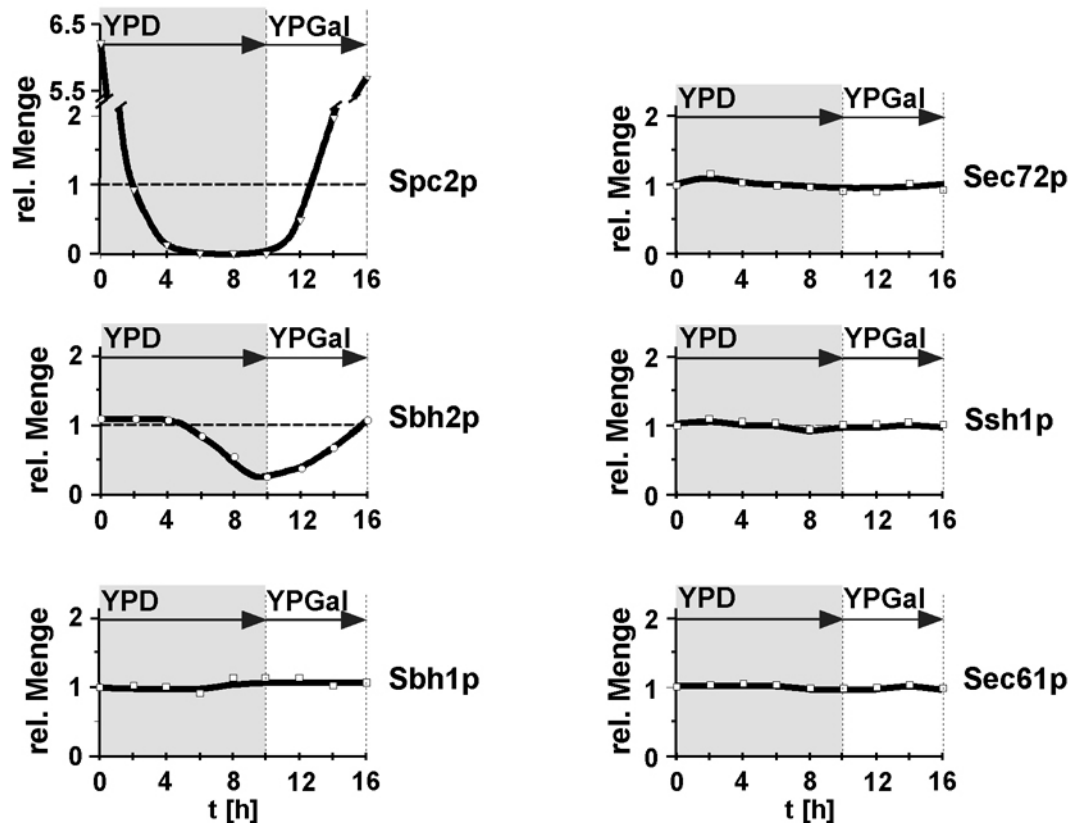 6.5
YPD YPGal
5.5
2
1
0
0 4 8 12 16
rel. Menge
Spc2p
YPD YPGal
2
1
0
0 4 8 12 16
rel. Menge
Sbh2p
YPD YPGal
2
1
0
0 4 8 12 16
rel. Menge
t [h]
Sbh1p
YPD YPGal
2
1
0
0 4 8 12 16
rel. Menge
Sec72p
YPD YPGal
2
1
0
0 4 8 12 16
rel. Menge
Ssh1p
YPD YPGal
2
1
0
0 4 8 12 16
rel. Menge
t [h]
Sec61p